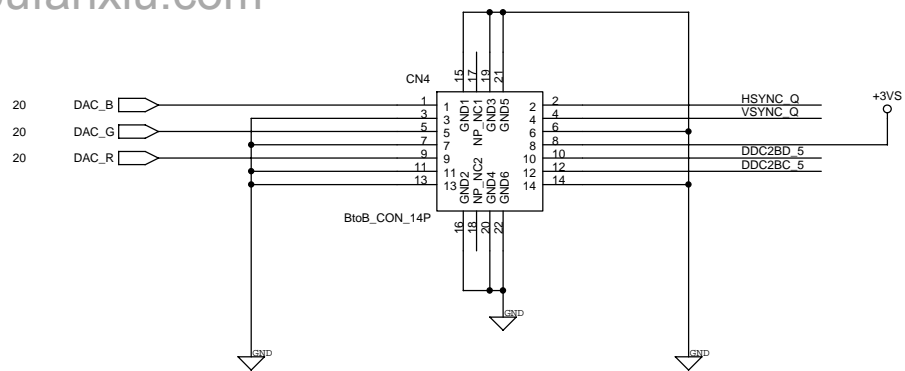 ufanxiu.com
CN4
15 17 19 21
+3VS
20 DAC_B 1 1 GND1 NP_NC1 GND3 GND5 2 2 HSYNC_Q
3 3 4 4 VSYNC_Q
20 DAC_G 5 5 6 6
7 7 8 8
20 DAC_R 9 9 GND2 NP_NC2 GND4 GND6 10 10 DDC2BD_5
11 11 12 12 DDC2BC_5
13 13 14 14
BtoB_CON_14P
16 18 20 22
GND
GND
GND